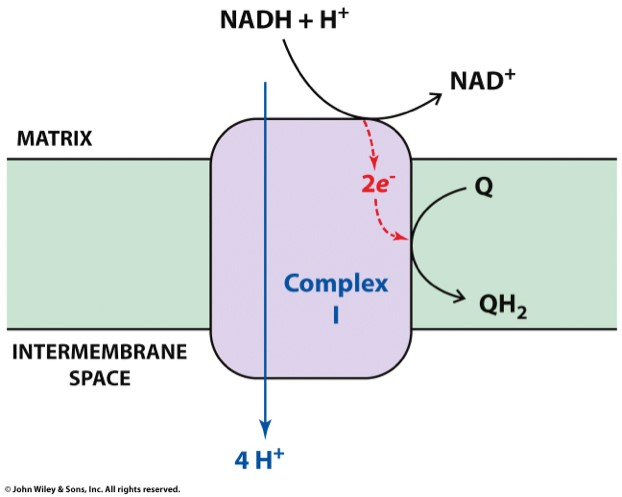 NADH + H⁺
NAD⁺
MATRIX
2e⁻
Q
Complex
I
QH₂
INTERMEMBRANE
SPACE
4 H⁺
© John Wiley & Sons, Inc. All rights reserved.